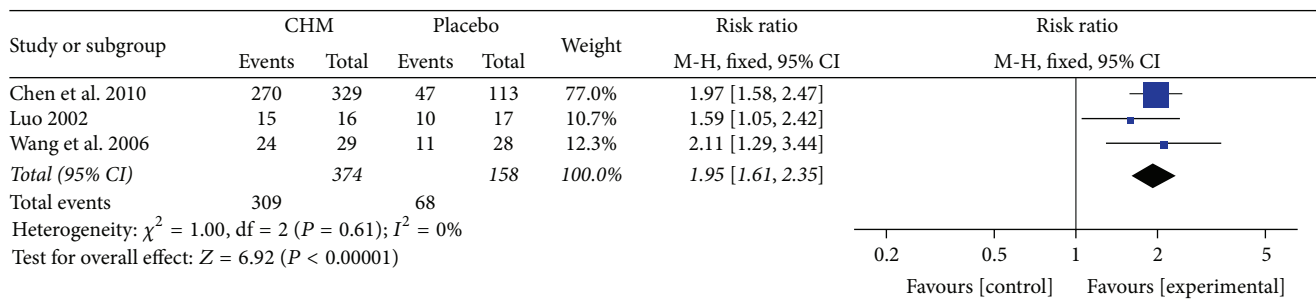 Study or subgroup CHM Placebo Weight Risk ratio Risk ratio
Events Total Events Total M-H, fixed, 95% CI M-H, fixed, 95% CI
Chen et al. 2010 270 329 47 113 77.0% 1.97 [1.58, 2.47]
Luo 2002 15 16 10 17 10.7% 1.59 [1.05, 2.42]
Wang et al. 2006 24 29 11 28 12.3% 2.11 [1.29, 3.44]
Total (95% CI) 374 158 100.0% 1.95 [1.61, 2.35]
Total events 309 68
Heterogeneity: χ² = 1.00, df = 2 (P = 0.61); I² = 0%
Test for overall effect: Z = 6.92 (P < 0.00001)
0.2 0.5 1 2 5
Favours [control] Favours [experimental]